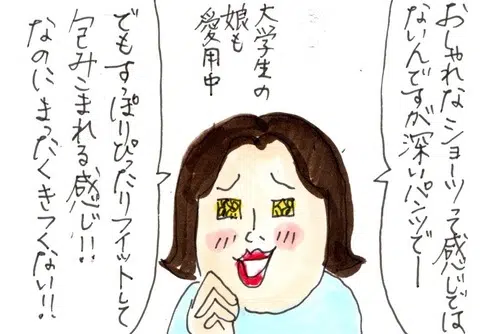 おしゃれなショーツって感じでは
ないんですが深いパンツでー
大学生の
娘も
愛用中
でもすっぽりぴったりフィットして
包みこまれる感じ!!
なのにまったくきつくない!!